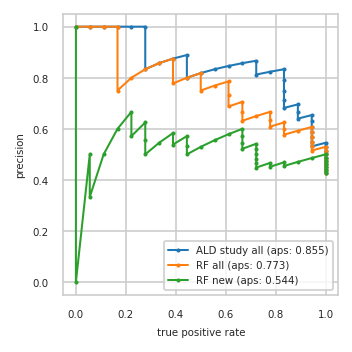 1.0
0.8
0.6
0.4
0.2
0.0
precision
0.0 0.2 0.4 0.6 0.8 1.0
true positive rate
ALD study all (aps: 0.855)
RF all (aps: 0.773)
RF new (aps: 0.544)